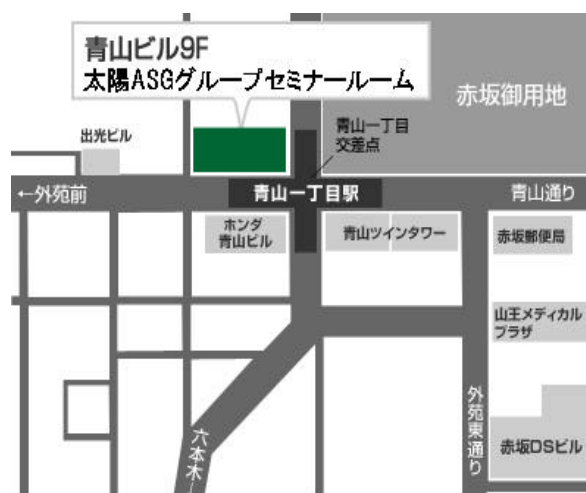 青山ビル9F
太陽ASGグループセミナールーム
赤坂御用地
出光ビル
青山一丁目
交差点
←外苑前
青山一丁目駅
青山通り
ホンダ
青山ビル
青山ツインタワー
赤坂郵便局
山王メディカル
プラザ
外苑東通り
六本木
赤坂DSビル